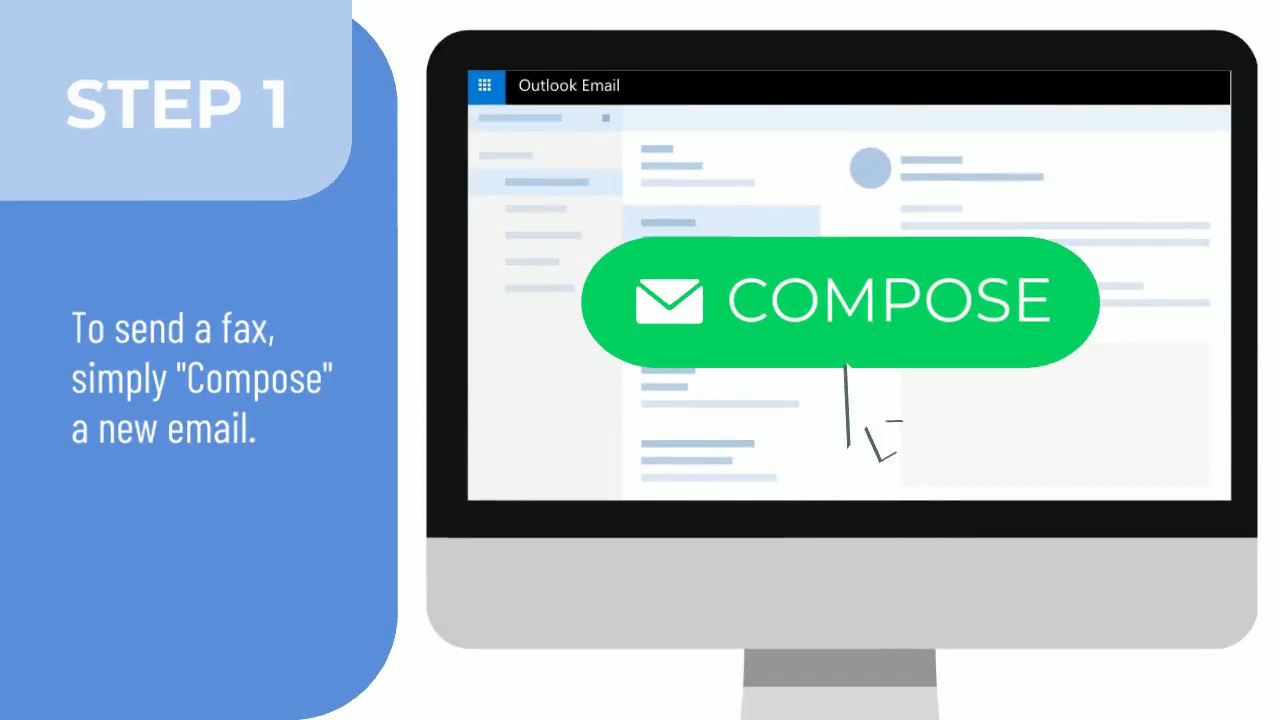 STEP 1
To send a fax,
simply "Compose"
a new email.
Outlook Email
COMPOSE